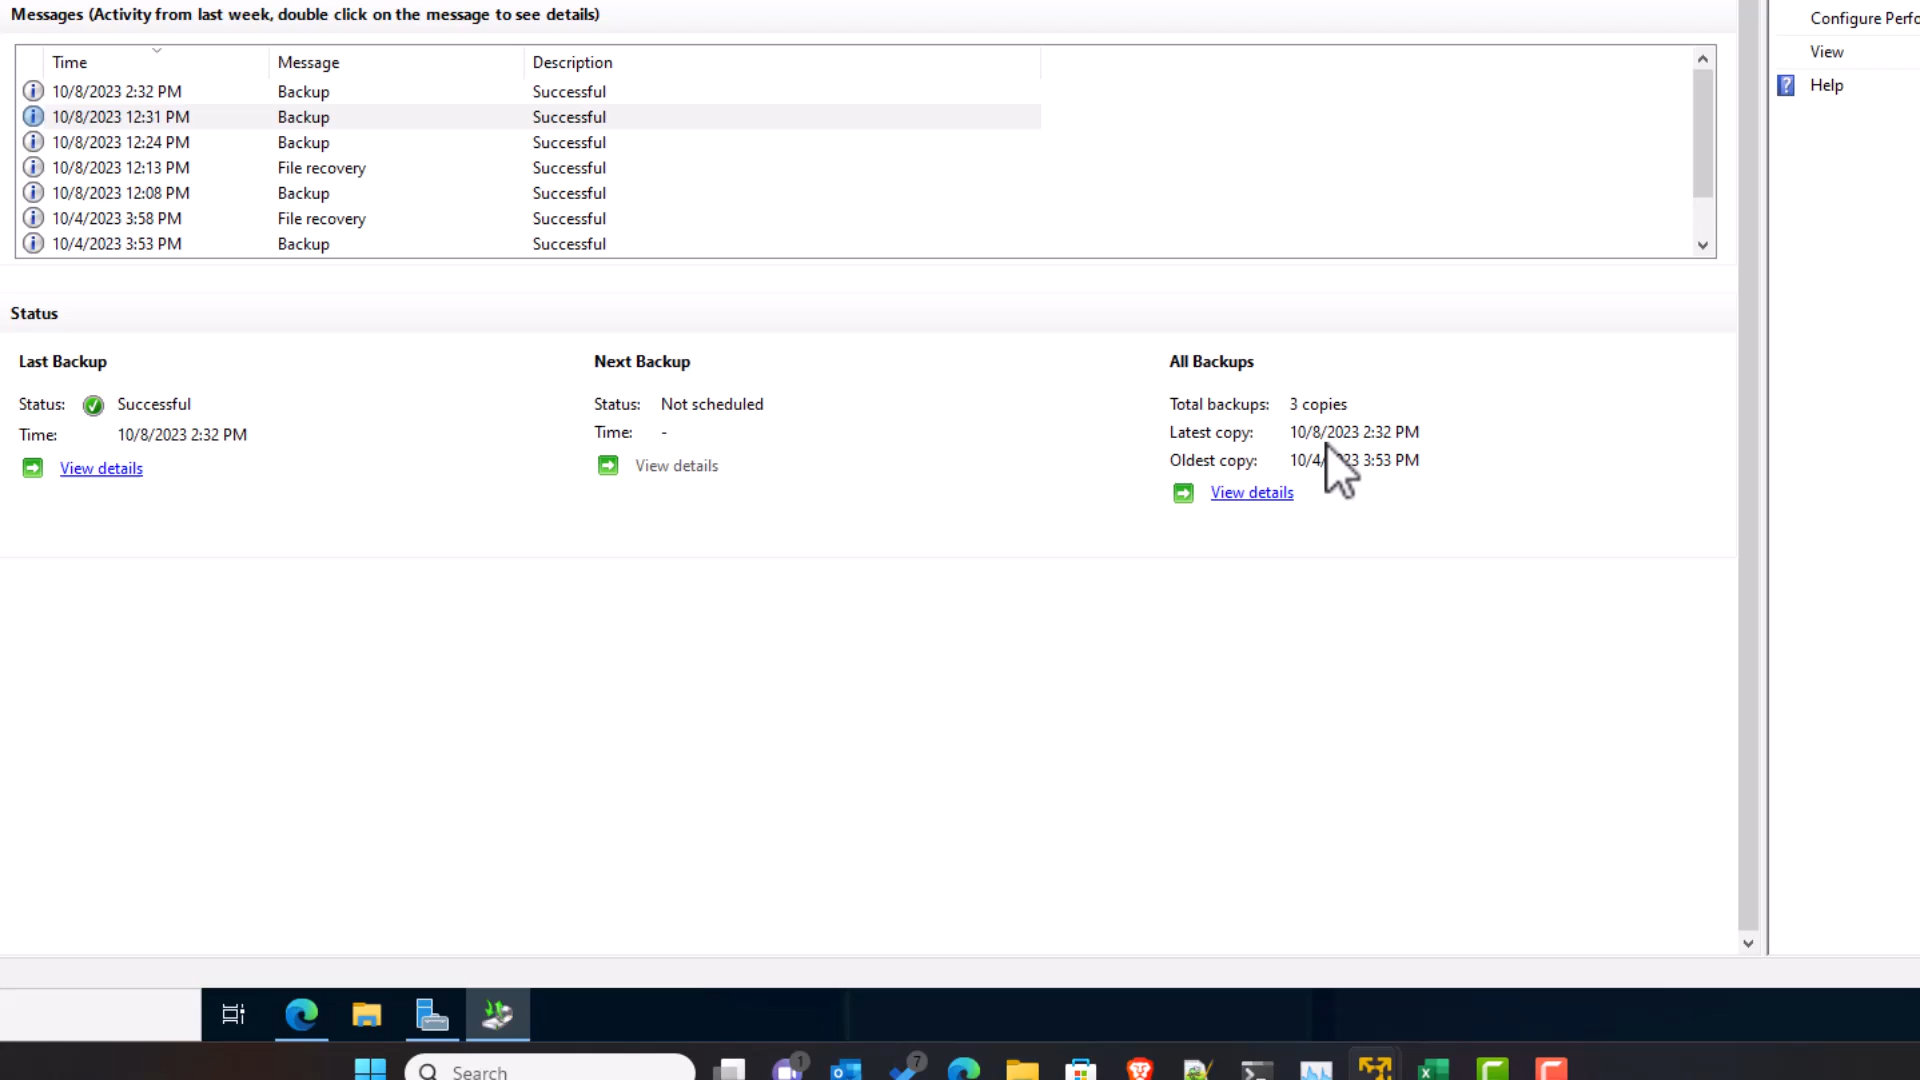 Messages (Activity from last week, double click on the message to see details)
Time Message Description
10/8/2023 2:32 PM Backup Successful
10/8/2023 12:31 PM Backup Successful
10/8/2023 12:24 PM Backup Successful
10/8/2023 12:13 PM File recovery Successful
10/8/2023 12:08 PM Backup Successful
10/4/2023 3:58 PM File recovery Successful
10/4/2023 3:53 PM Backup Successful
Configure Perfo
View
Help
Status
Last Backup
Status: Successful
Time: 10/8/2023 2:32 PM
View details
Next Backup
Status: Not scheduled
Time: -
View details
All Backups
Total backups: 3 copies
Latest copy: 10/8/2023 2:32 PM
Oldest copy: 10/4/ 23 3:53 PM
View details
Search
1
7